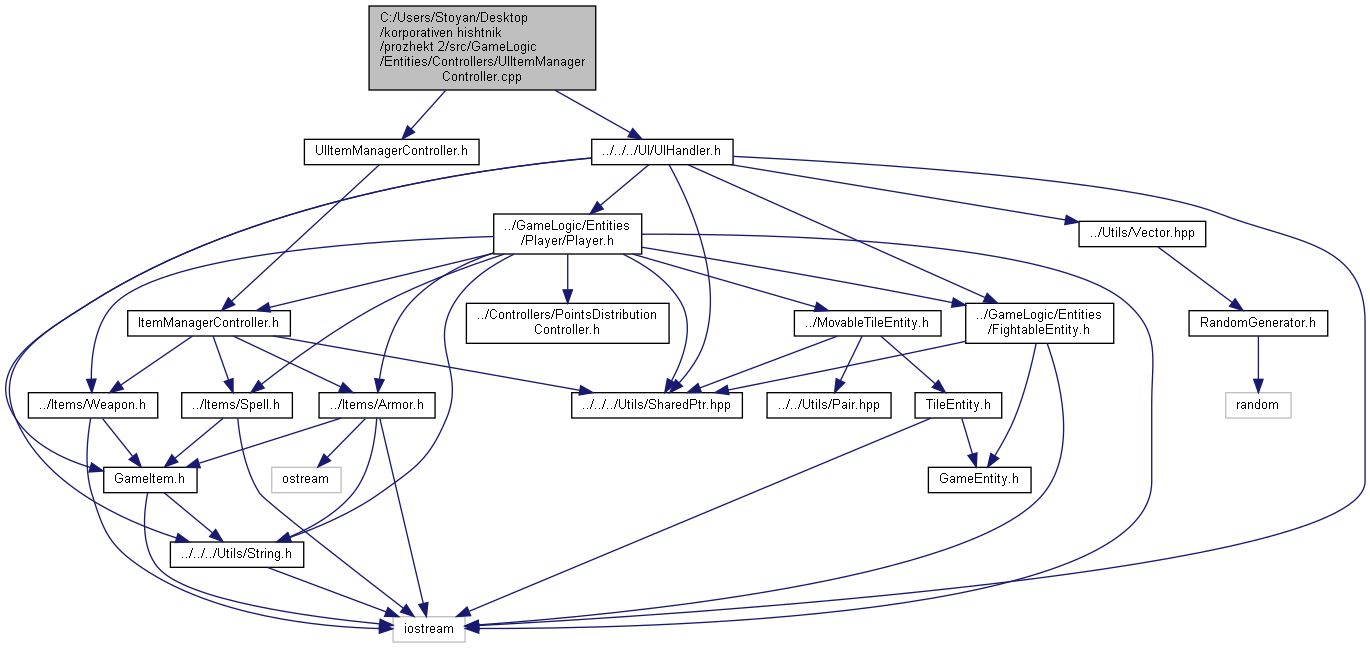 C:/Users/Stoyan/Desktop
/korporativen hishtnik
/prozhekt 2/src/GameLogic
/Entities/Controllers/UIItemManager
Controller.cpp
UIItemManagerController.h
../../../UI/UIHandler.h
../GameLogic/Entities
/Player/Player.h
../Utils/Vector.hpp
ItemManagerController.h
../Controllers/PointsDistribution
Controller.h
../MovableTileEntity.h
../GameLogic/Entities
/FightableEntity.h
RandomGenerator.h
../Items/Weapon.h
../Items/Spell.h
../Items/Armor.h
../../../Utils/SharedPtr.hpp
../../Utils/Pair.hpp
TileEntity.h
random
GameItem.h
ostream
GameEntity.h
../../../Utils/String.h
iostream